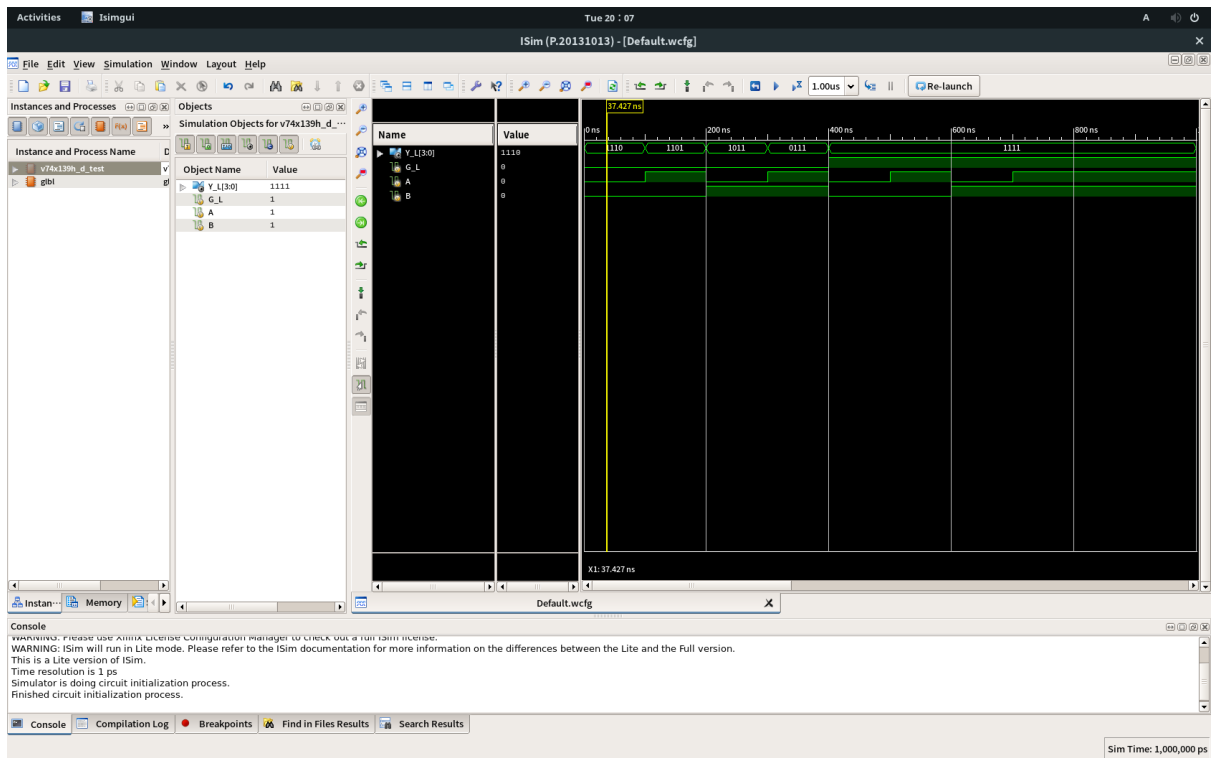 Activities Isimgui Tue 20 : 07 A
ISim (P.20131013) - [Default.wcfg]
File Edit View Simulation Window Layout Help
1.00us Re-launch
Instances and Processes
Instance and Process Name D
v74x139h_d_test v
glbl gl
Objects
Simulation Objects for v74x139h_d_···
Object Name Value
Y_L[3:0] 1111
G_L 1
A 1
B 1
Name Value
Y_L[3:0] 1110
G_L 0
A 0
B 0
37.427 ns
0 ns 200 ns 400 ns 600 ns 800 ns
1110 1101 1011 0111 1111
X1: 37.427 ns
Instan··· Memory
Default.wcfg
Console
WARNING: Please use Xilinx License Configuration Manager to check out a full ISim license.
WARNING: ISim will run in Lite mode. Please refer to the ISim documentation for more information on the differences between the Lite and the Full version.
This is a Lite version of ISim.
Time resolution is 1 ps
Simulator is doing circuit initialization process.
Finished circuit initialization process.
Console Compilation Log Breakpoints Find in Files Results Search Results
Sim Time: 1,000,000 ps